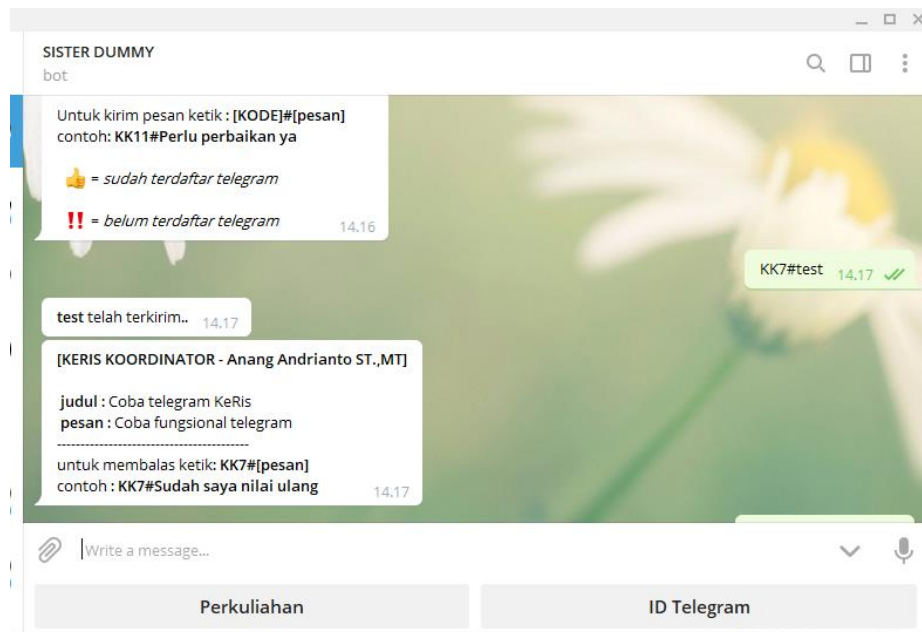 SISTER DUMMY
bot
Untuk kirim pesan ketik : [KODE]#[pesan]
contoh: KK11#Perlu perbaikan ya
👍 = sudah terdaftar telegram
‼️ = belum terdaftar telegram
14.16
KK7#test 14.17
test telah terkirim.. 14.17
[KERIS KOORDINATOR - Anang Andrianto ST.,MT]
judul : Coba telegram KeRis
pesan : Coba fungsional telegram
----------------------------------------
untuk membalas ketik: KK7#[pesan]
contoh : KK7#Sudah saya nilai ulang 14.17
Write a message...
Perkuliahan
ID Telegram